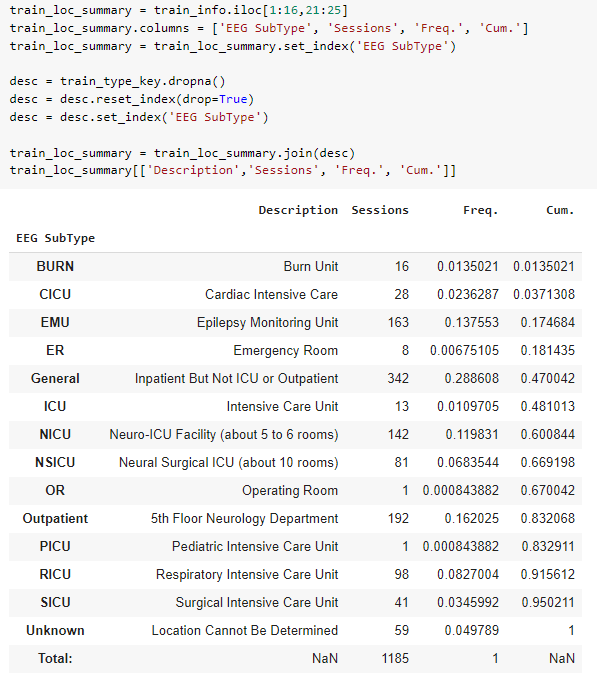 train_loc_summary = train_info.iloc[1:16,21:25]
train_loc_summary.columns = ['EEG SubType', 'Sessions', 'Freq.', 'Cum.']
train_loc_summary = train_loc_summary.set_index('EEG SubType')
desc = train_type_key.dropna()
desc = desc.reset_index(drop=True)
desc = desc.set_index('EEG SubType')
train_loc_summary = train_loc_summary.join(desc)
train_loc_summary[['Description','Sessions', 'Freq.', 'Cum.']]
Description Sessions Freq. Cum.
EEG SubType
BURN Burn Unit 16 0.0135021 0.0135021
CICU Cardiac Intensive Care 28 0.0236287 0.0371308
EMU Epilepsy Monitoring Unit 163 0.137553 0.174684
ER Emergency Room 8 0.00675105 0.181435
General Inpatient But Not ICU or Outpatient 342 0.288608 0.470042
ICU Intensive Care Unit 13 0.0109705 0.481013
NICU Neuro-ICU Facility (about 5 to 6 rooms) 142 0.119831 0.600844
NSICU Neural Surgical ICU (about 10 rooms) 81 0.0683544 0.669198
OR Operating Room 1 0.000843882 0.670042
Outpatient 5th Floor Neurology Department 192 0.162025 0.832068
PICU Pediatric Intensive Care Unit 1 0.000843882 0.832911
RICU Respiratory Intensive Care Unit 98 0.0827004 0.915612
SICU Surgical Intensive Care Unit 41 0.0345992 0.950211
Unknown Location Cannot Be Determined 59 0.049789 1
Total: NaN 1185 1 NaN